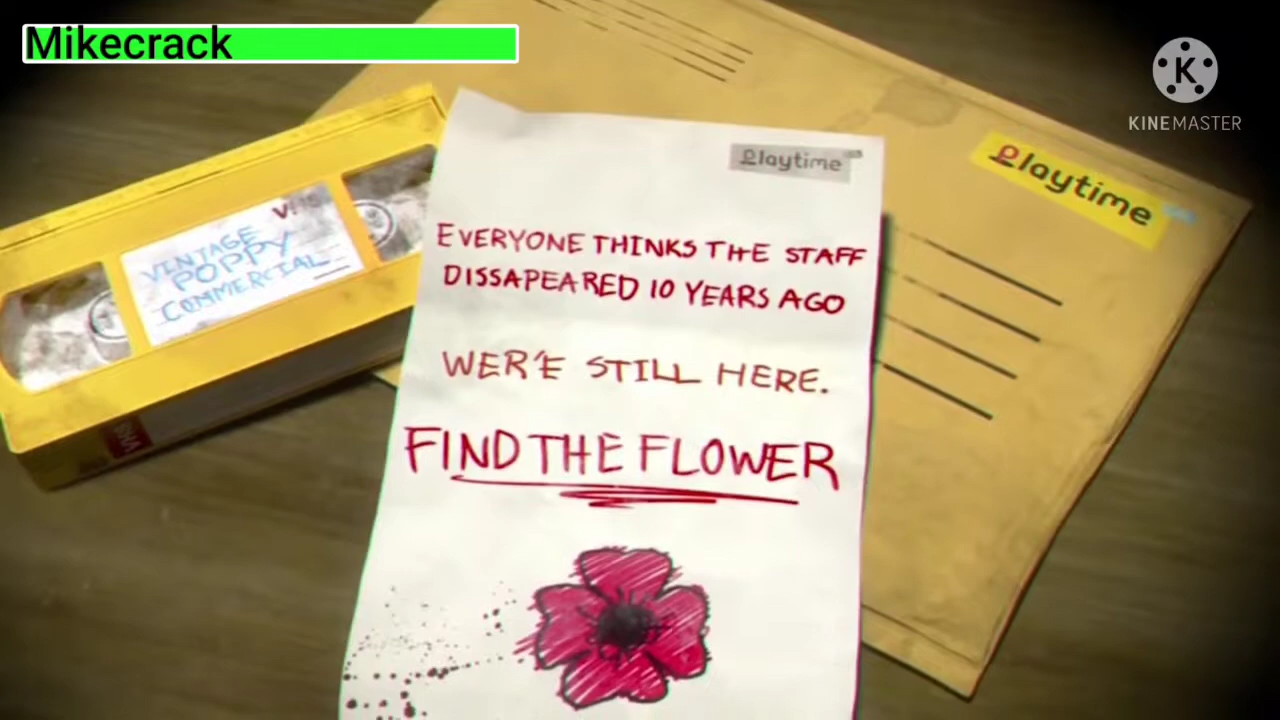 Mikecrack
KINEMASTER
Playtime
Playtime
VINTAGE
POPPY
COMMERCIAL
VHS
EVERYONE THINKS THE STAFF
DISSAPEARED 10 YEARS AGO
WER'E STILL HERE.
FIND THE FLOWER